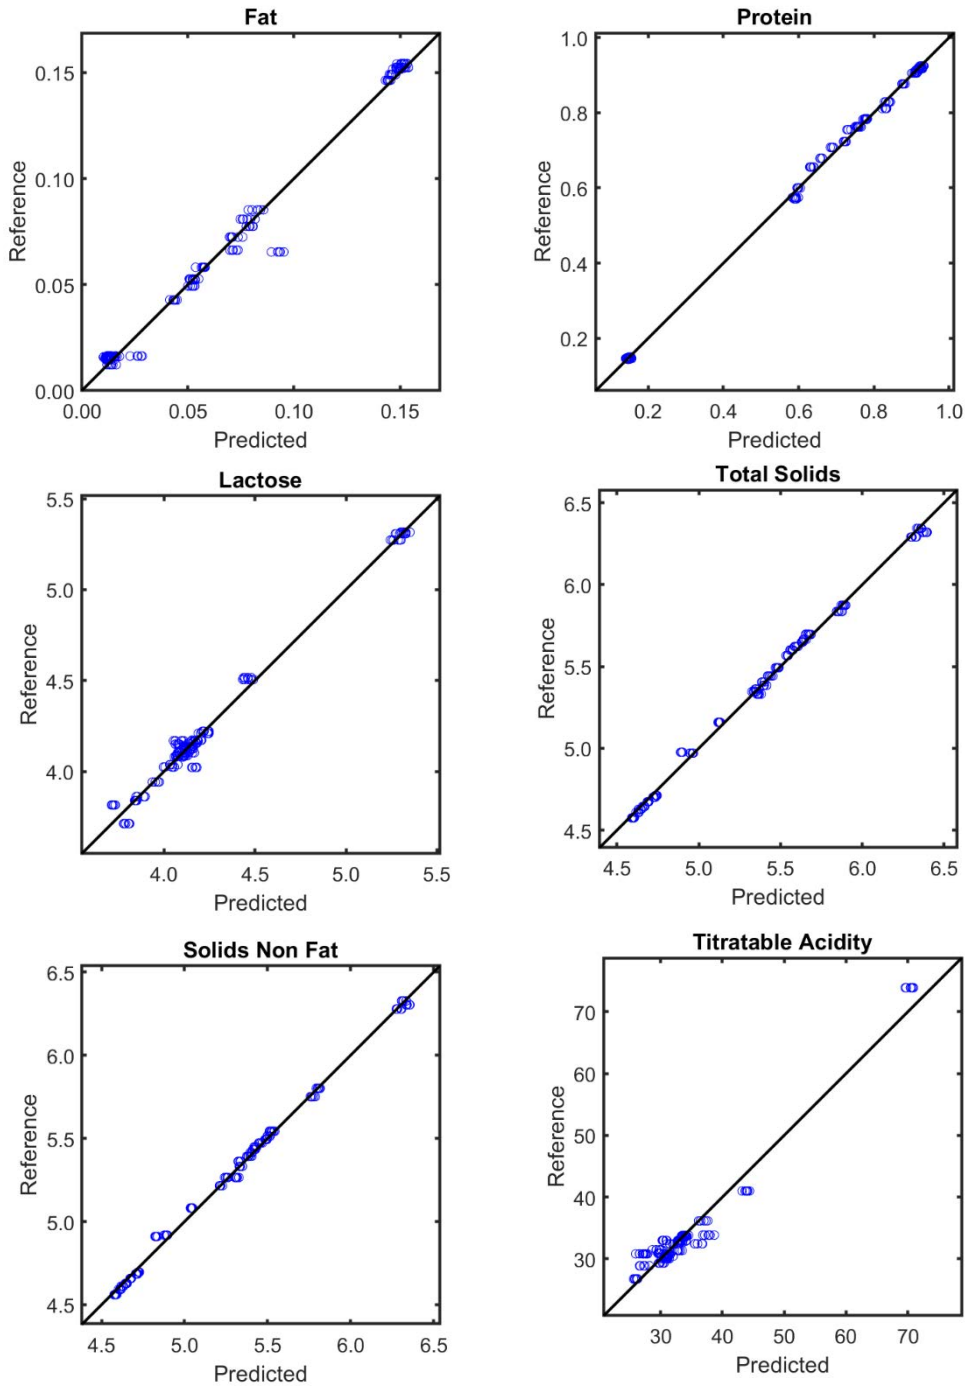 Fat
0.15
0.10
0.05
0.00
Reference
0.00 0.05 0.10 0.15
Predicted
Protein
1.0
0.8
0.6
0.4
0.2
Reference
0.2 0.4 0.6 0.8 1.0
Predicted
Lactose
5.5
5.0
4.5
4.0
Reference
4.0 4.5 5.0 5.5
Predicted
Total Solids
6.5
6.0
5.5
5.0
4.5
Reference
4.5 5.0 5.5 6.0 6.5
Predicted
Solids Non Fat
6.5
6.0
5.5
5.0
4.5
Reference
4.5 5.0 5.5 6.0 6.5
Predicted
Titratable Acidity
70
60
50
40
30
Reference
30 40 50 60 70
Predicted